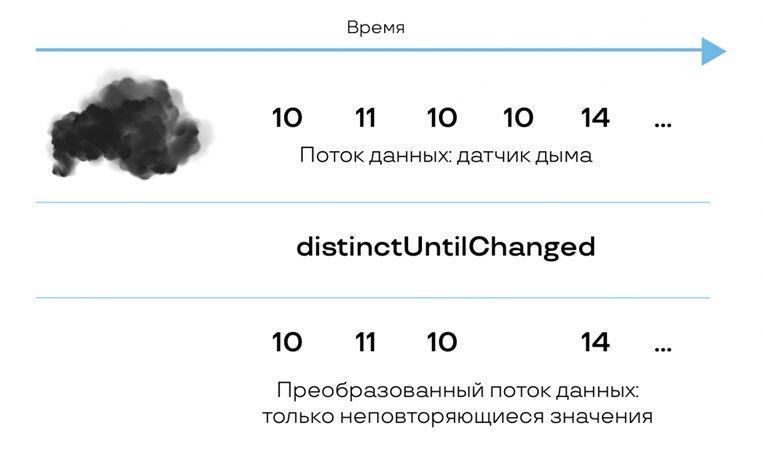 Время
10 11 10 10 14 ...
Поток данных: датчик дыма
distinctUntilChanged
10 11 10 14 ...
Преобразованный поток данных:
только неповторяющиеся значения